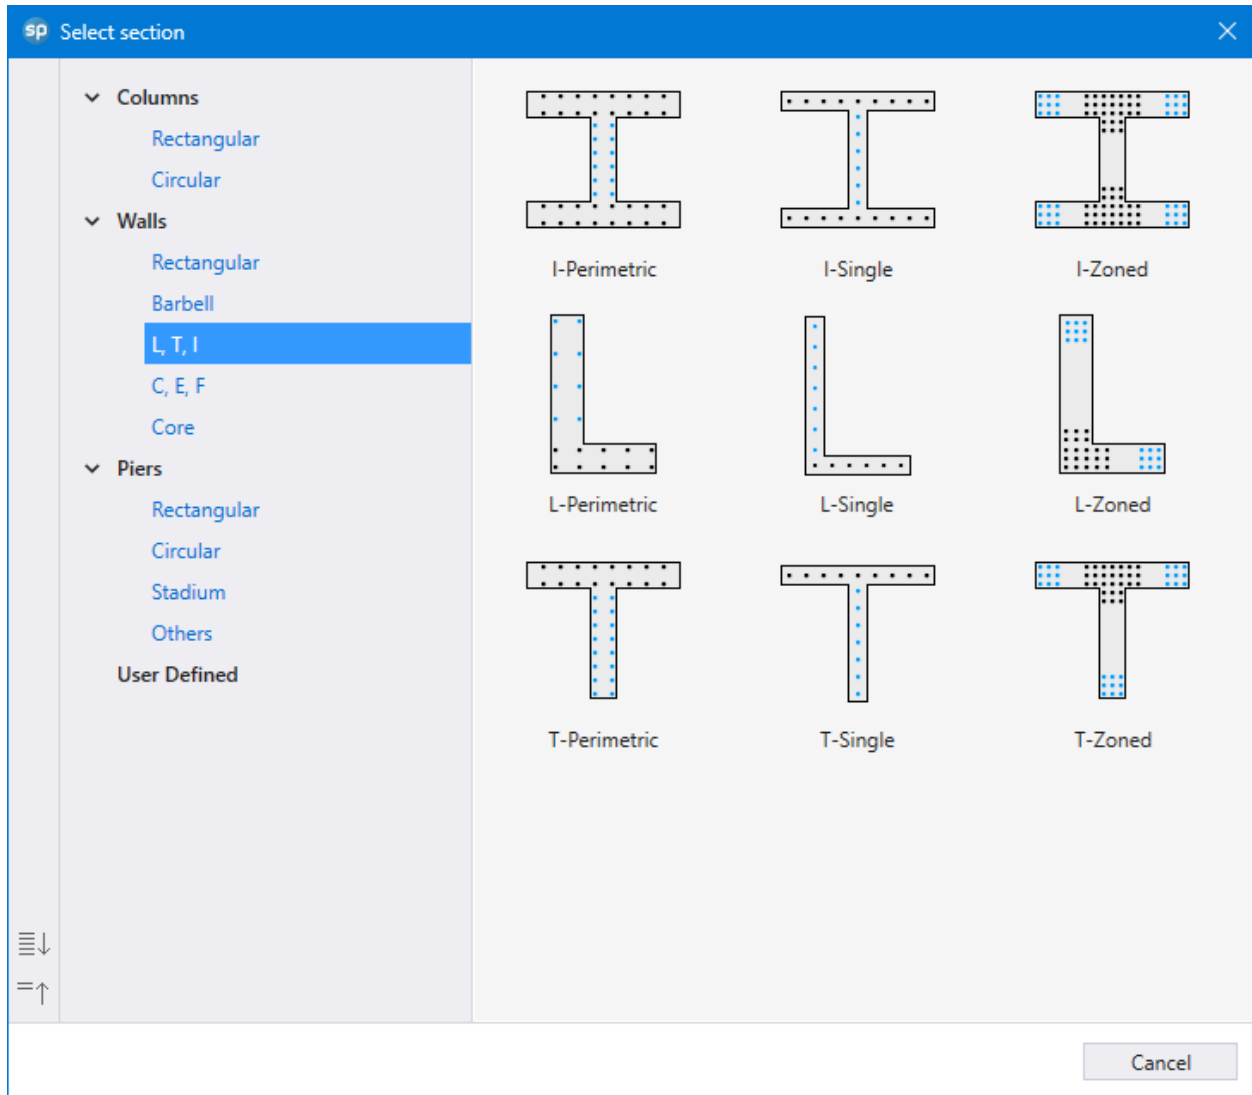 sp Select section
Columns
Rectangular
Circular
Walls
Rectangular
Barbell
L, T, I
C, E, F
Core
Piers
Rectangular
Circular
Stadium
Others
User Defined
I-Perimetric I-Single I-Zoned
L-Perimetric L-Single L-Zoned
T-Perimetric T-Single T-Zoned
Cancel